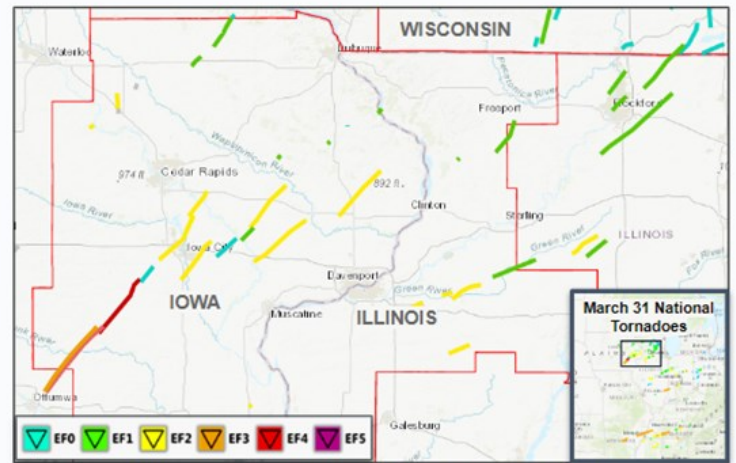 WISCONSIN
Waterloo
Dubuque
Pecatonica River
Freeport
Rockford
Wapsipinicon River
974 ft
Cedar Rapids
892 ft.
Iowa River
Clinton
Sterling
ILLINOIS
Iowa City
Green River
Fox River
Davenport
Green River
IOWA
Muscatine
ILLINOIS
March 31 National
Tornadoes
Ottumwa
Galesburg
EF0 EF1 EF2 EF3 EF4 EF5